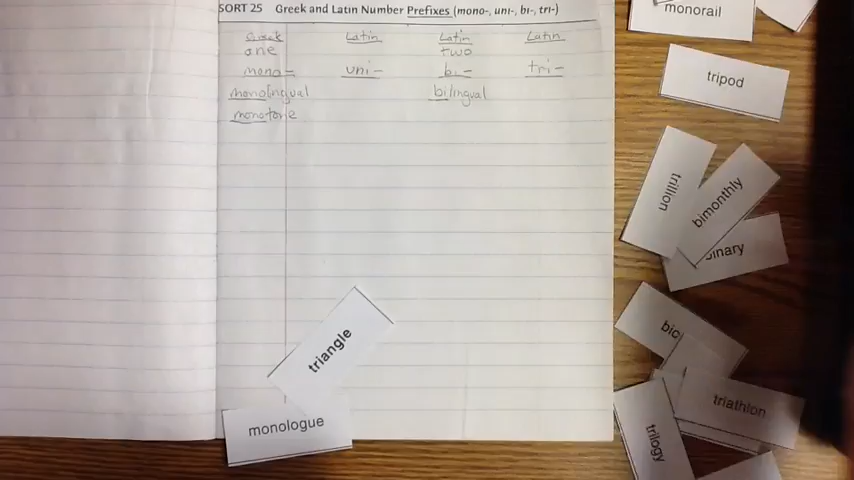 SORT 25 Greek and Latin Number Prefixes (mono-, uni-, bi-, tri-)
Greek Latin Latin Latin
one two
mono- uni- bi- tri-
monolingual bilingual
monotone
triangle
monologue
monorail
tripod
trillion
bimonthly
triathlon
trilogy